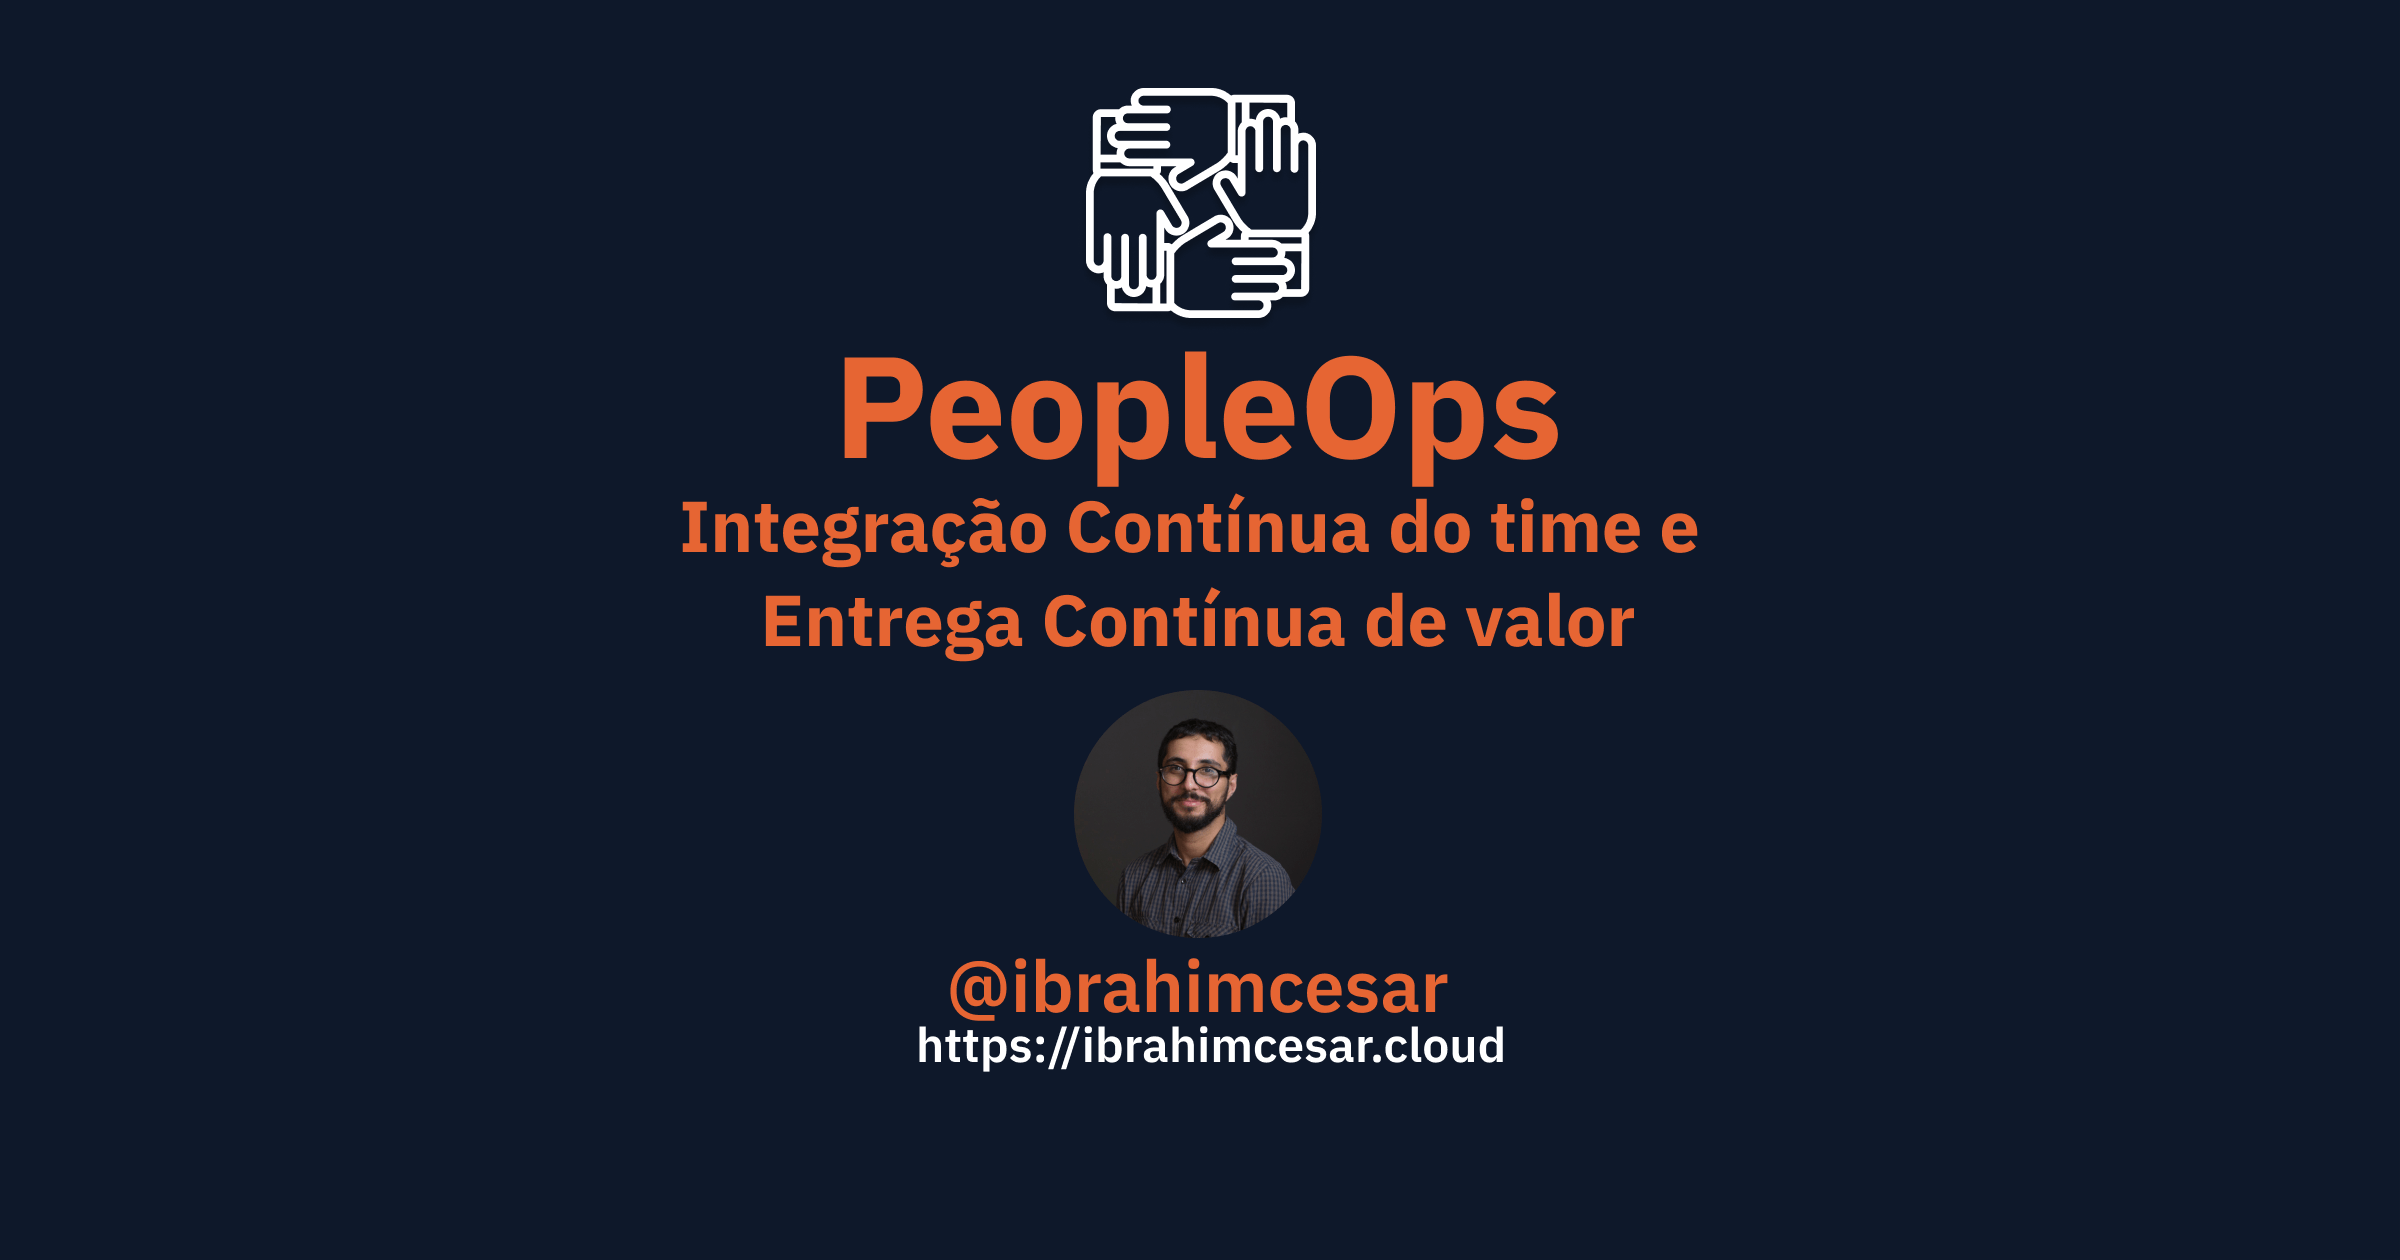 PeopleOps
Integração Contínua do time e
Entrega Contínua de valor
@ibrahimcesar
https://ibrahimcesar.cloud